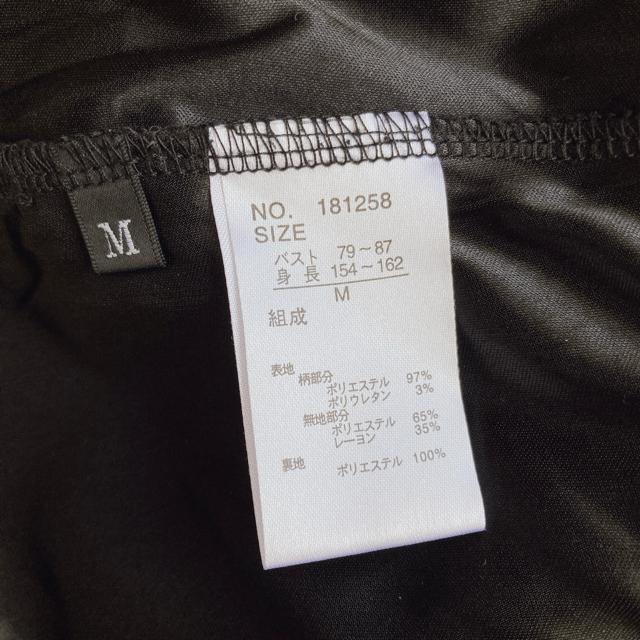 M
NO. 181258
SIZE
バスト 79～87
身長 154～162
M
組成
表地
柄部分
ポリエステル 97%
ポリウレタン 3%
無地部分
ポリエステル 65%
レーヨン 35%
裏地 ポリエステル 100%